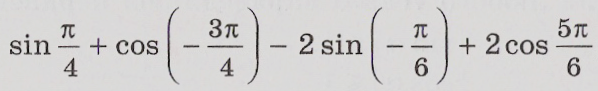 sin π/4 + cos(−3π/4) − 2 sin(−π/6) + 2 cos 5π/6